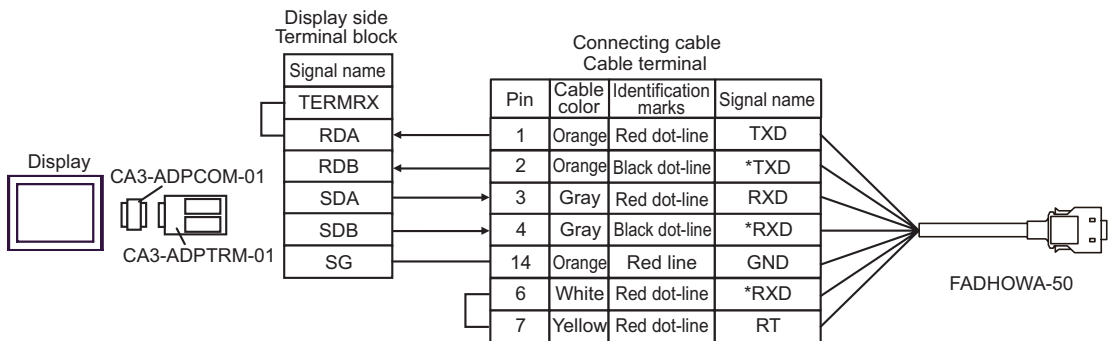 Display side
Terminal block
Signal name
TERMRX
RDA
RDB
SDA
SDB
SG
Connecting cable
Cable terminal
Pin Cable color Identification marks Signal name
1 Orange Red dot-line TXD
2 Orange Black dot-line *TXD
3 Gray Red dot-line RXD
4 Gray Black dot-line *RXD
14 Orange Red line GND
6 White Red dot-line *RXD
7 Yellow Red dot-line RT
Display
CA3-ADPCOM-01
CA3-ADPTRM-01
FADHOWA-50